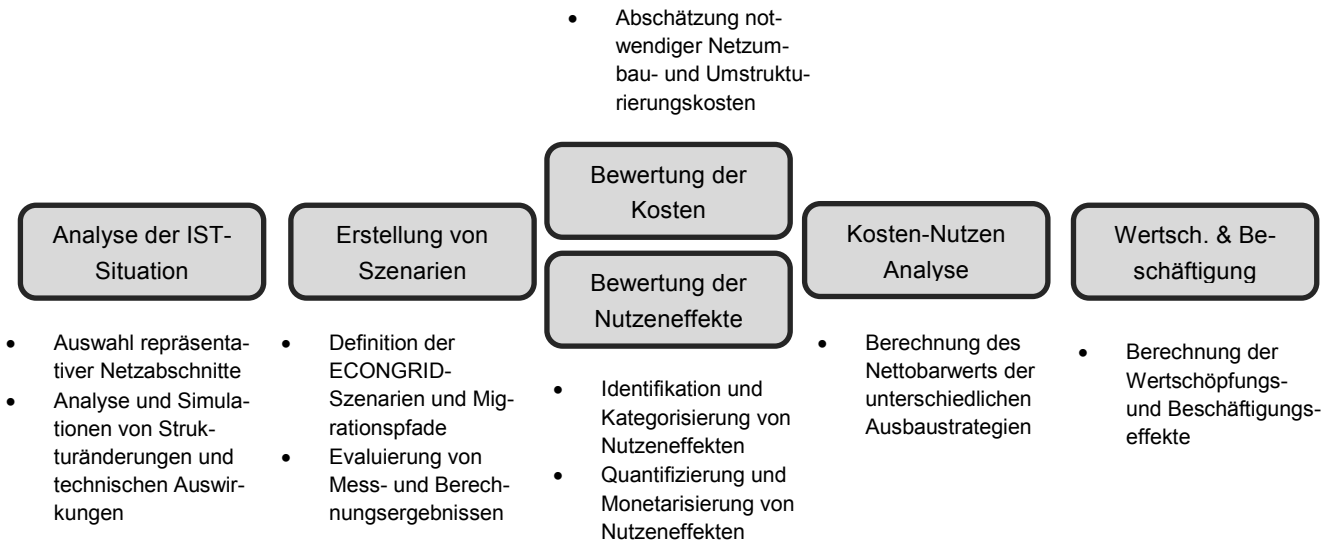 • Abschätzung not-
wendiger Netzum-
bau- und Umstruktu-
rierungskosten
Analyse der IST-
Situation
• Auswahl repräsenta-
tiver Netzabschnitte
• Analyse und Simula-
tionen von Struk-
turänderungen und
technischen Auswir-
kungen
Erstellung von
Szenarien
• Definition der
ECONGRID-
Szenarien und Mig-
rationspfade
• Evaluierung von
Mess- und Berech-
nungsergebnissen
Bewertung der
Kosten
Bewertung der
Nutzeneffekte
• Identifikation und
Kategorisierung von
Nutzeneffekten
• Quantifizierung und
Monetarisierung von
Nutzeneffekten
Kosten-Nutzen
Analyse
• Berechnung des
Nettobarwerts der
unterschiedlichen
Ausbaustrategien
Wertsch. & Be-
schäftigung
• Berechnung der
Wertschöpfungs-
und Beschäftigungs-
effekte